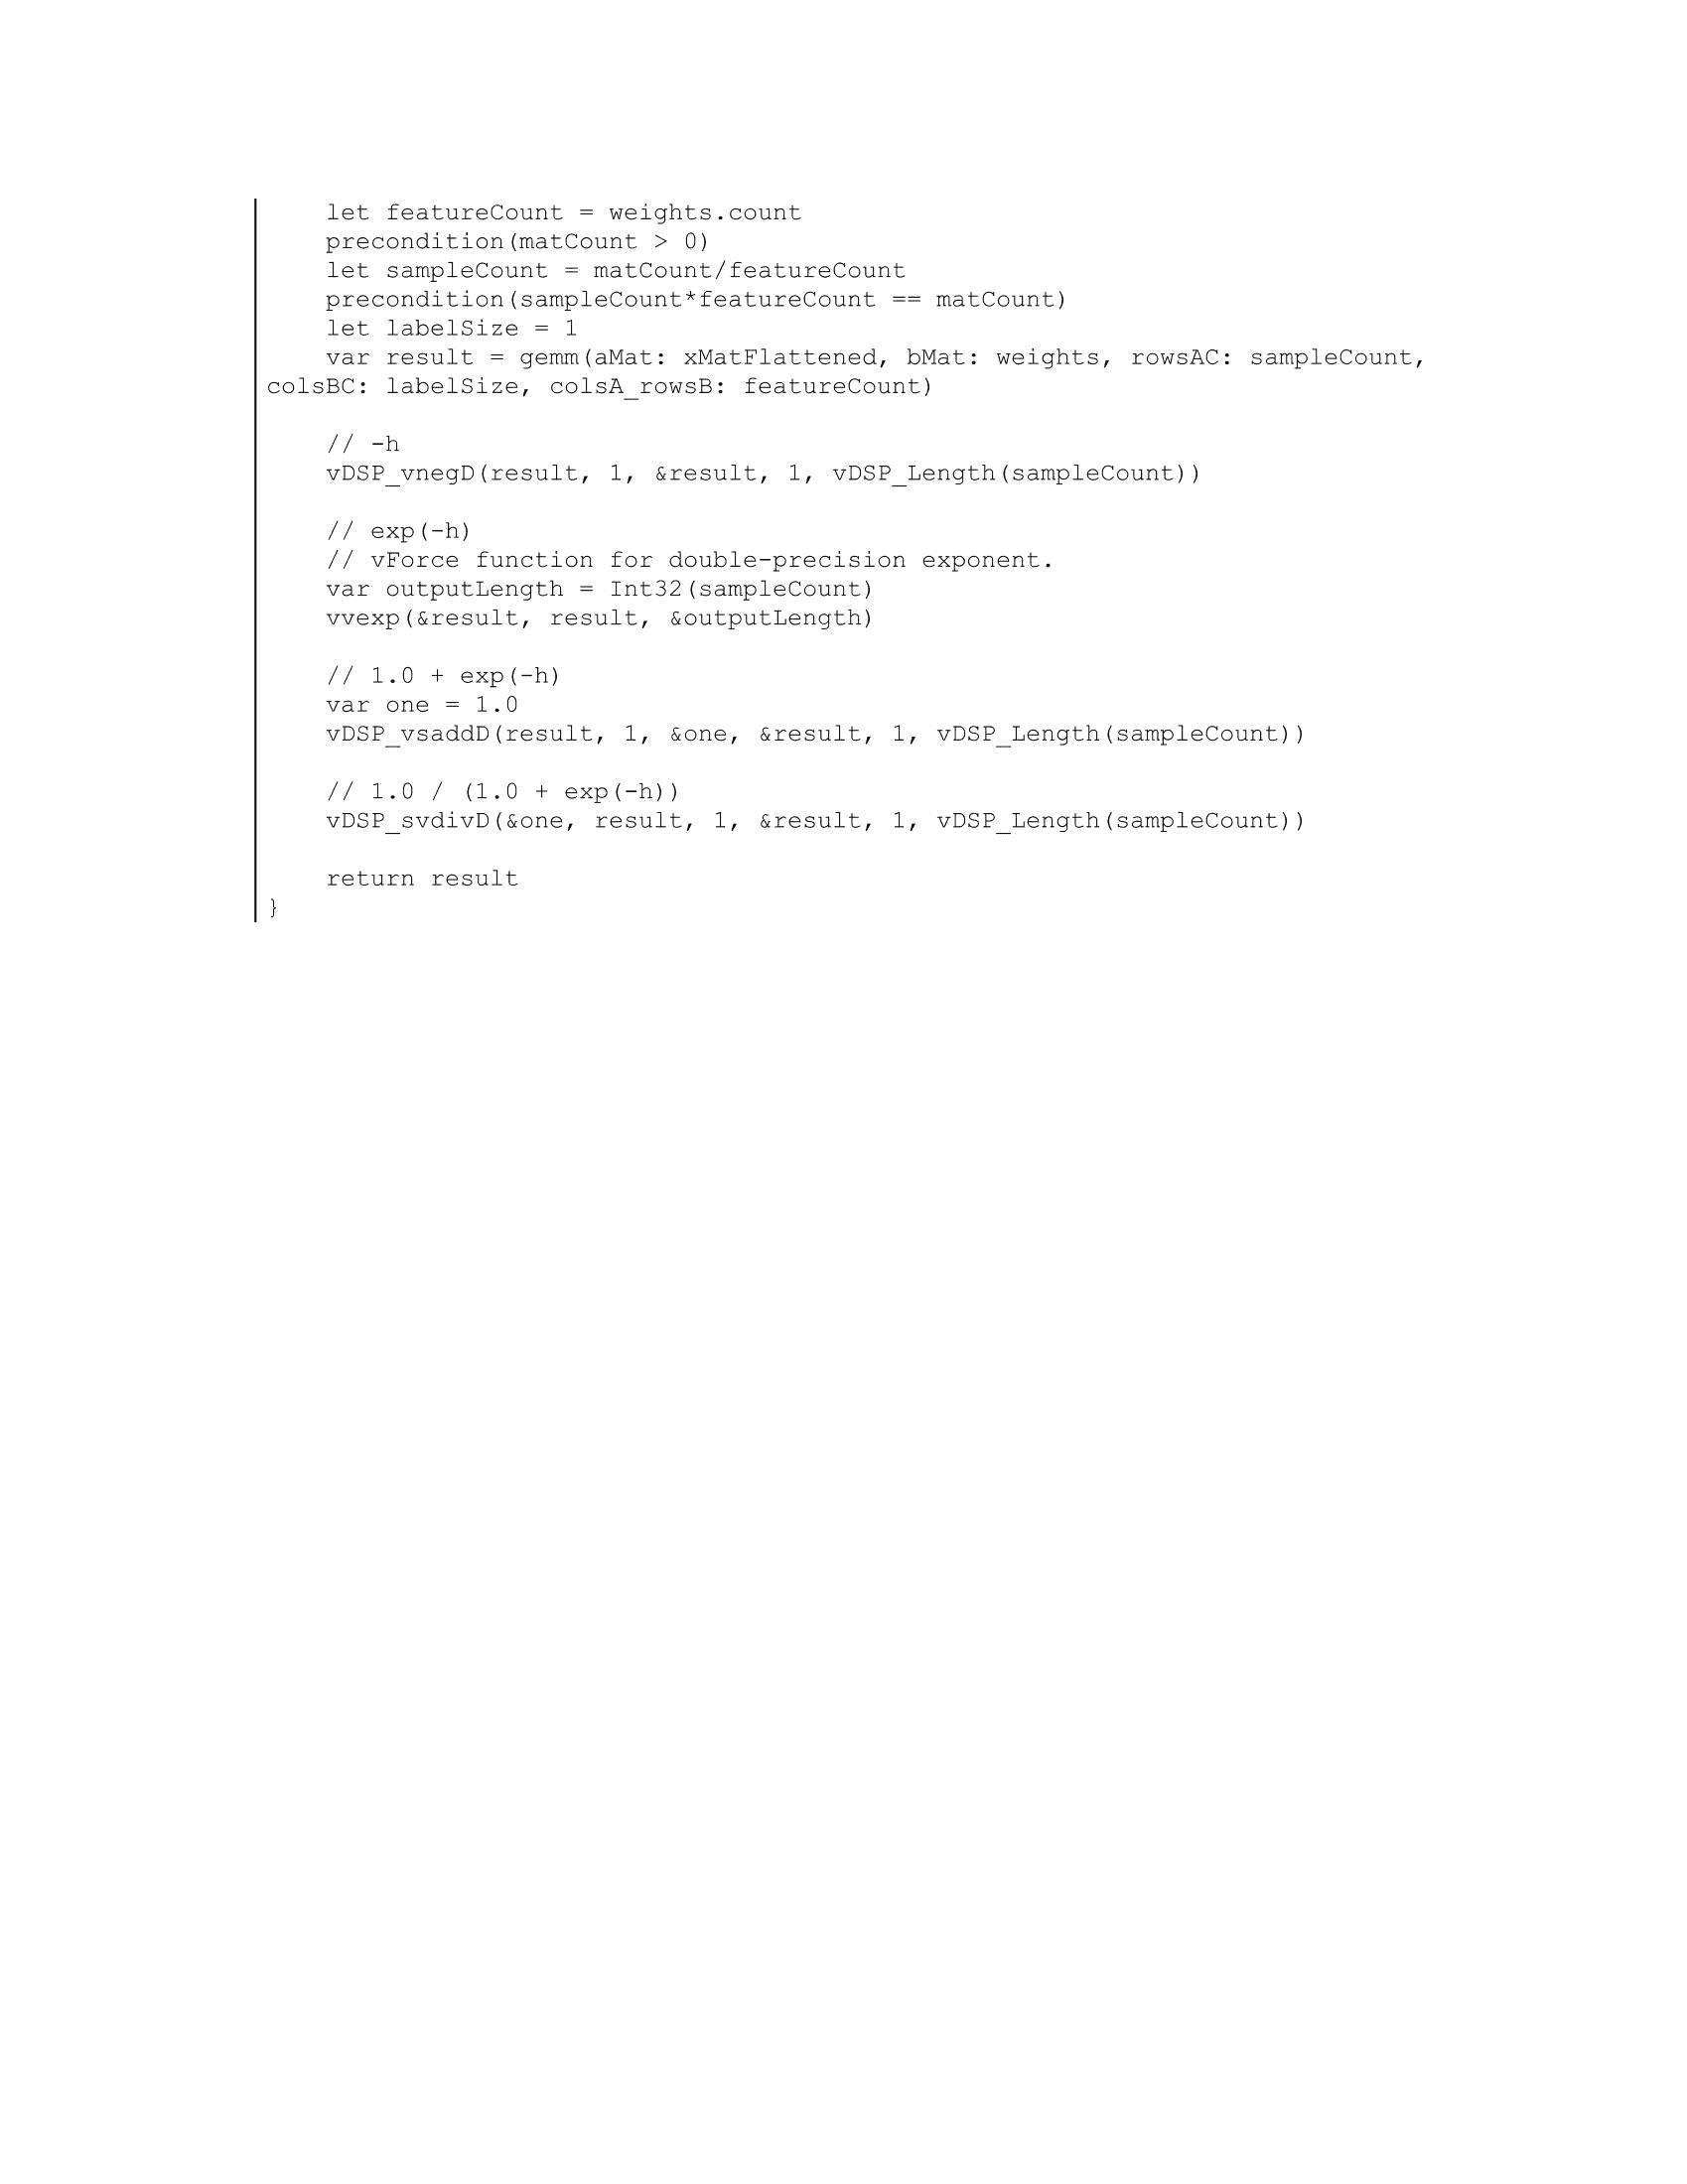 let featureCount = weights.count
precondition(matCount > 0)
let sampleCount = matCount/featureCount
precondition(sampleCount*featureCount == matCount)
let labelSize = 1
var result = gemm(aMat: xMatFlattened, bMat: weights, rowsAC: sampleCount,
colsBC: labelSize, colsA_rowsB: featureCount)
// -h
vDSP_vnegD(result, 1, &result, 1, vDSP_Length(sampleCount))
// exp(-h)
// vForce function for double-precision exponent.
var outputLength = Int32(sampleCount)
vvexp(&result, result, &outputLength)
// 1.0 + exp(-h)
var one = 1.0
vDSP_vsaddD(result, 1, &one, &result, 1, vDSP_Length(sampleCount))
// 1.0 / (1.0 + exp(-h))
vDSP_svdivD(&one, result, 1, &result, 1, vDSP_Length(sampleCount))
return result
}